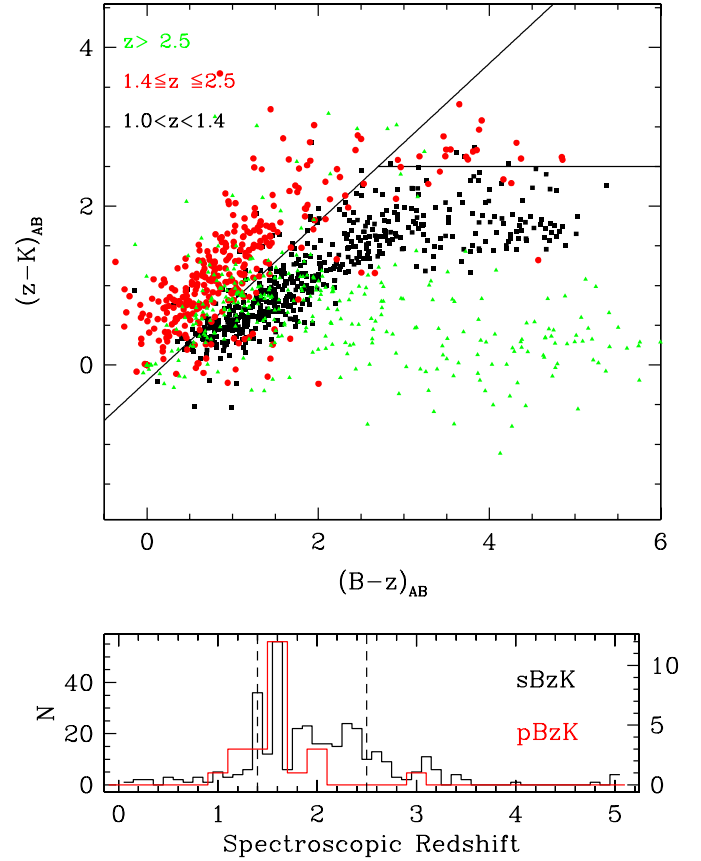 4
z> 2.5
1.4≦z ≦2.5
1.0<z<1.4
2
(z−K)AB
0
0 2 4 6
(B−z)AB
40
20
0
N
sBzK
pBzK
10
5
0
0 1 2 3 4 5
Spectroscopic Redshift